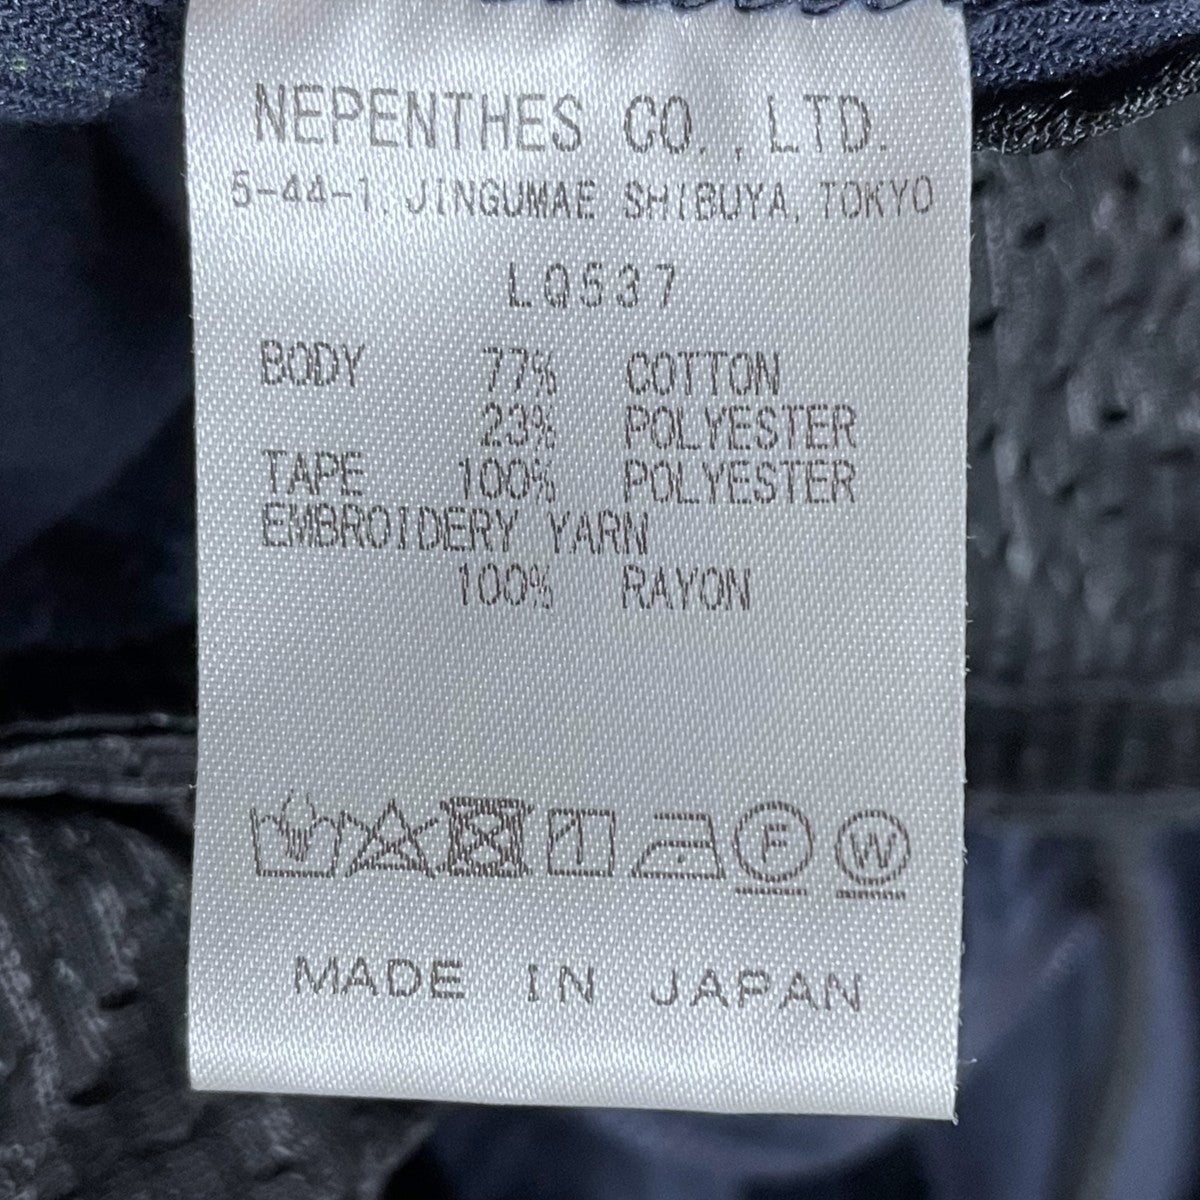 NEPENTHES CO., LTD.
5-44-1, JINGUMAE SHIBUYA, TOKYO
LQ537
BODY 77% COTTON
23% POLYESTER
TAPE 100% POLYESTER
EMBROIDERY YARN
100% RAYON
F W
MADE IN JAPAN